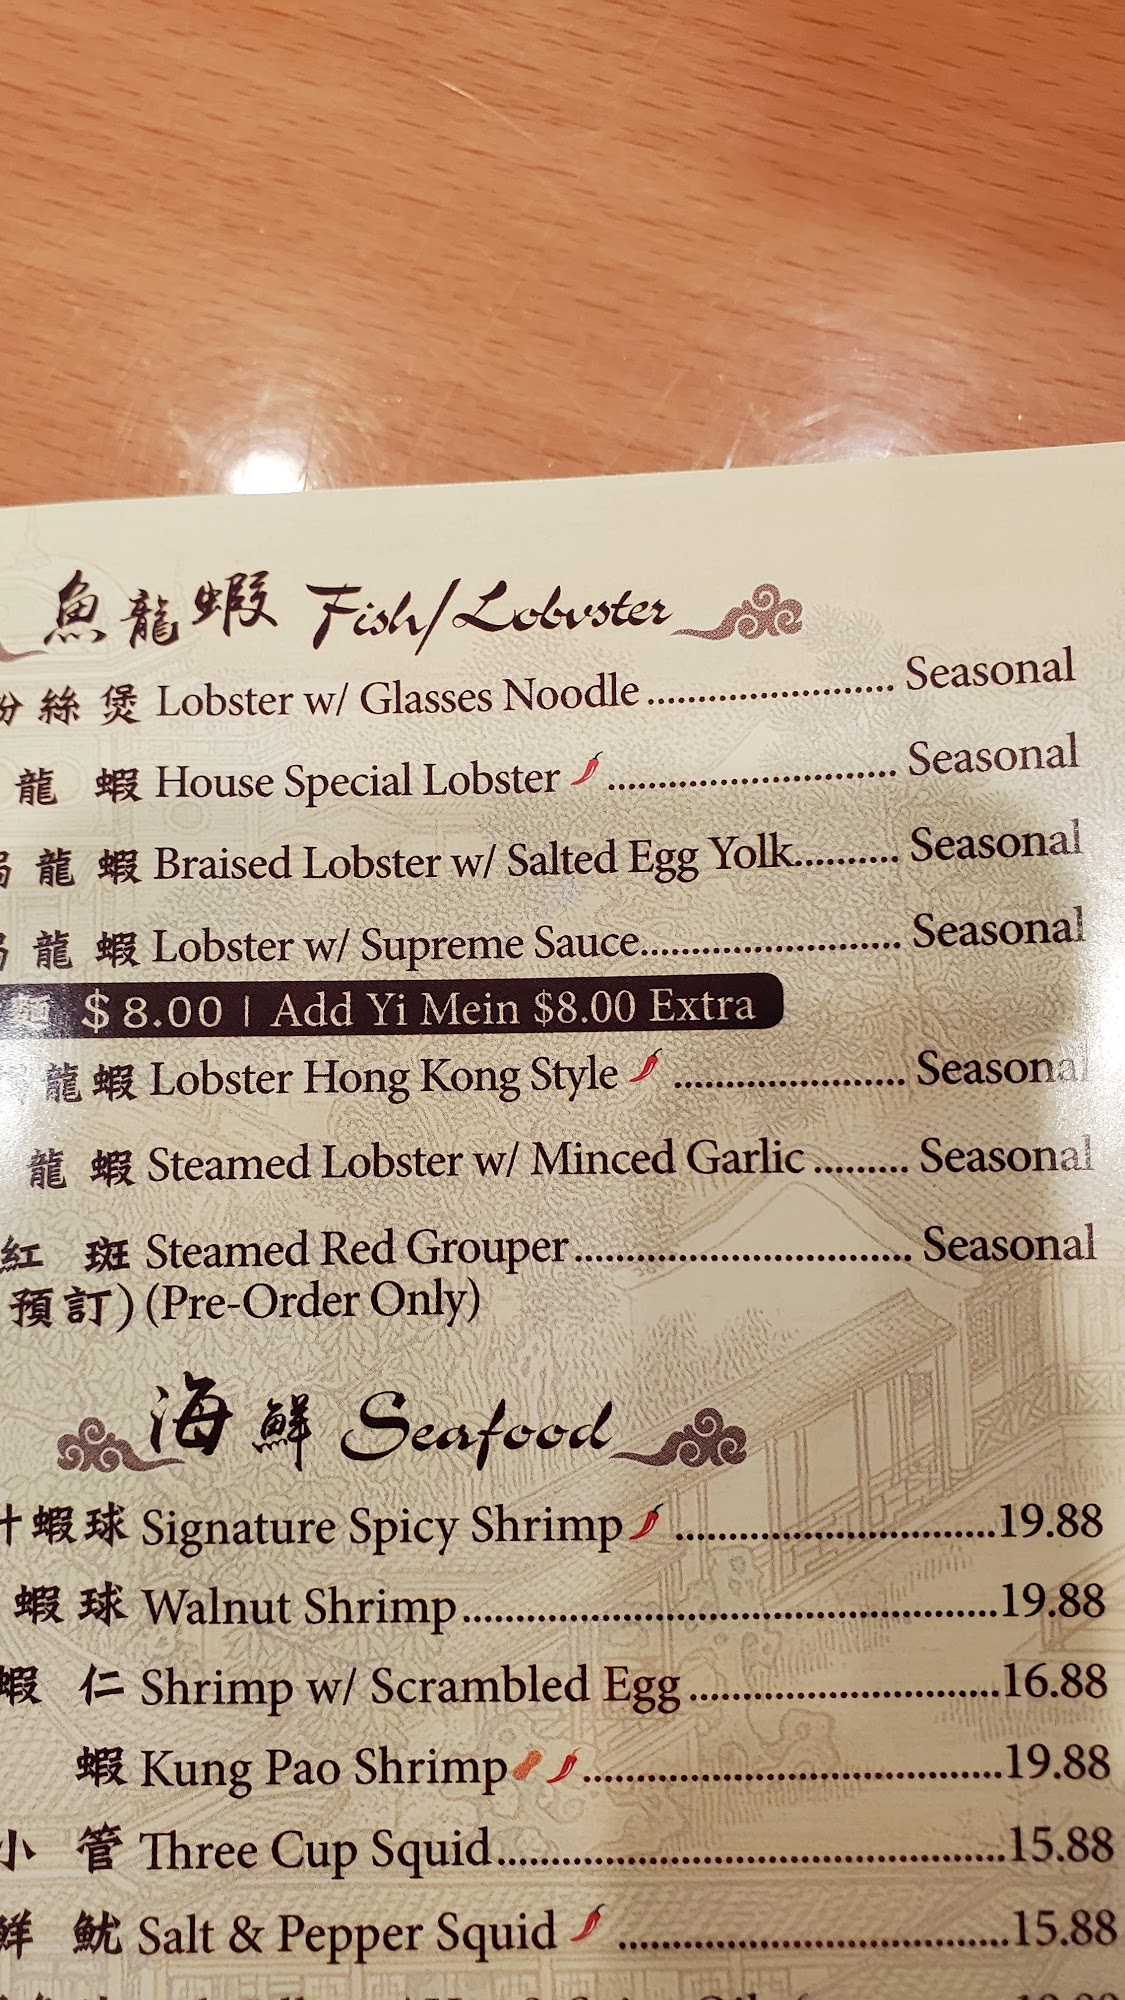 魚龍蝦 Fish/Lobvster
粉絲煲 Lobster w/ Glasses Noodle........................ Seasonal
龍 蝦 House Special Lobster............................ Seasonal
焗龍蝦 Braised Lobster w/ Salted Egg Yolk.......... Seasonal
焗龍蝦 Lobster w/ Supreme Sauce.......................... Seasonal
麵 $8.00 | Add Yi Mein $8.00 Extra
龍蝦 Lobster Hong Kong Style ....................... Seasonal
龍 蝦 Steamed Lobster w/ Minced Garlic ......... Seasonal
紅 斑 Steamed Red Grouper.................................. Seasonal
預訂) (Pre-Order Only)
海鮮 Seafood
汁蝦球 Signature Spicy Shrimp ................................19.88
蝦球 Walnut Shrimp......................................................19.88
蝦 仁 Shrimp w/ Scrambled Egg...............................16.88
蝦 Kung Pao Shrimp ..........................................19.88
小 管 Three Cup Squid...................................................15.88
鮮 魷 Salt & Pepper Squid .......................................15.88